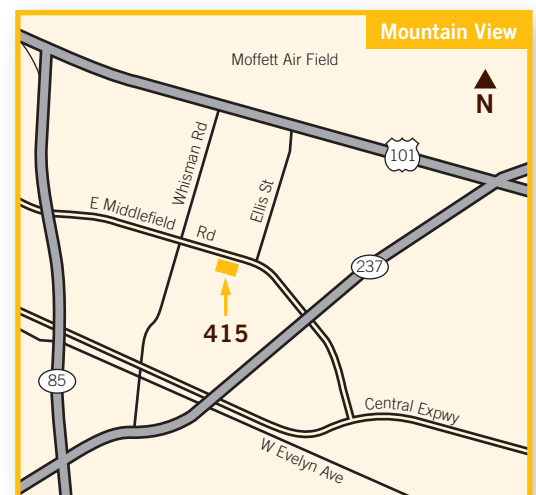 Mountain View
Moffett Air Field
N
101
Whisman Rd
Ellis St
E Middlefield Rd
237
415
85
Central Expwy
W Evelyn Ave